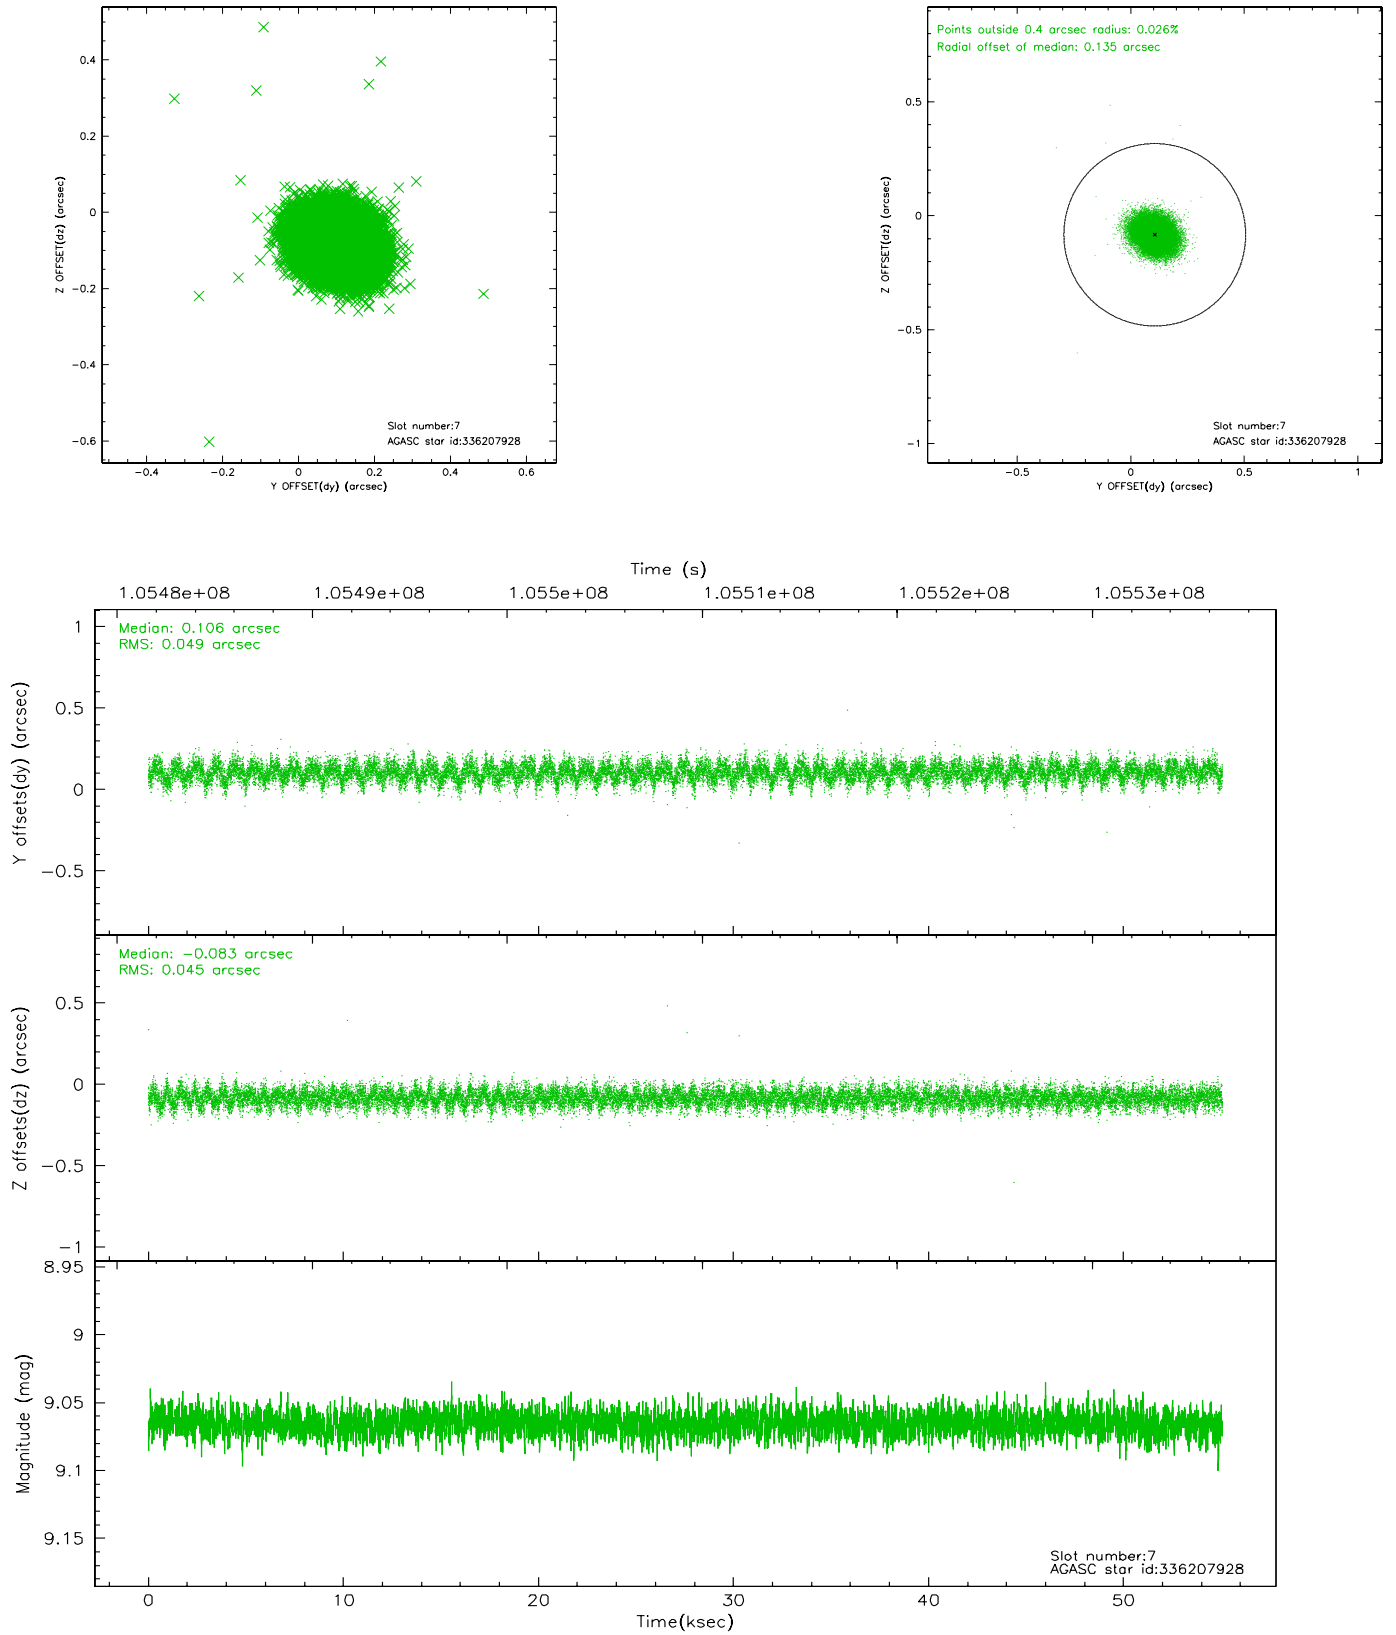 0.4
0.2
0
−0.2
−0.4
−0.6
Z OFFSET(dz) (arcsec)
Slot number:7
AGASC star id:336207928
−0.4 −0.2 0 0.2 0.4 0.6
Y OFFSET(dy) (arcsec)
Points outside 0.4 arcsec radius: 0.026%
Radial offset of median: 0.135 arcsec
0.5
0
−0.5
−1
Z OFFSET(dz) (arcsec)
Slot number:7
AGASC star id:336207928
−0.5 0 0.5 1
Y OFFSET(dy) (arcsec)
Time (s)
1.0548e+08 1.0549e+08 1.055e+08 1.0551e+08 1.0552e+08 1.0553e+08
Median: 0.106 arcsec
RMS: 0.049 arcsec
1
0.5
0
−0.5
Y offsets(dy) (arcsec)
Median: −0.083 arcsec
RMS: 0.045 arcsec
0.5
0
−0.5
−1
Z offsets(dz) (arcsec)
8.95
9
9.05
9.1
9.15
Magnitude (mag)
Slot number:7
AGASC star id:336207928
0 10 20 30 40 50
Time(ksec)